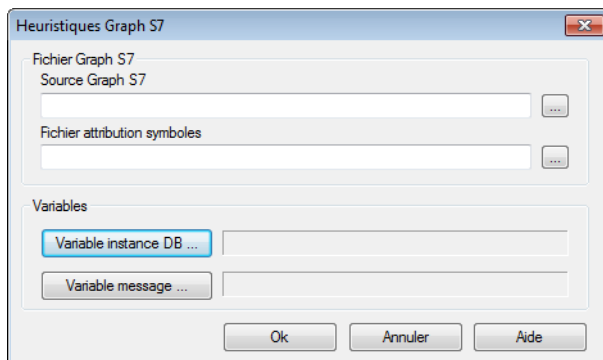 Heuristiques Graph S7
Fichier Graph S7
Source Graph S7
...
Fichier attribution symboles
...
Variables
Variable instance DB ...
Variable message ...
Ok Annuler Aide